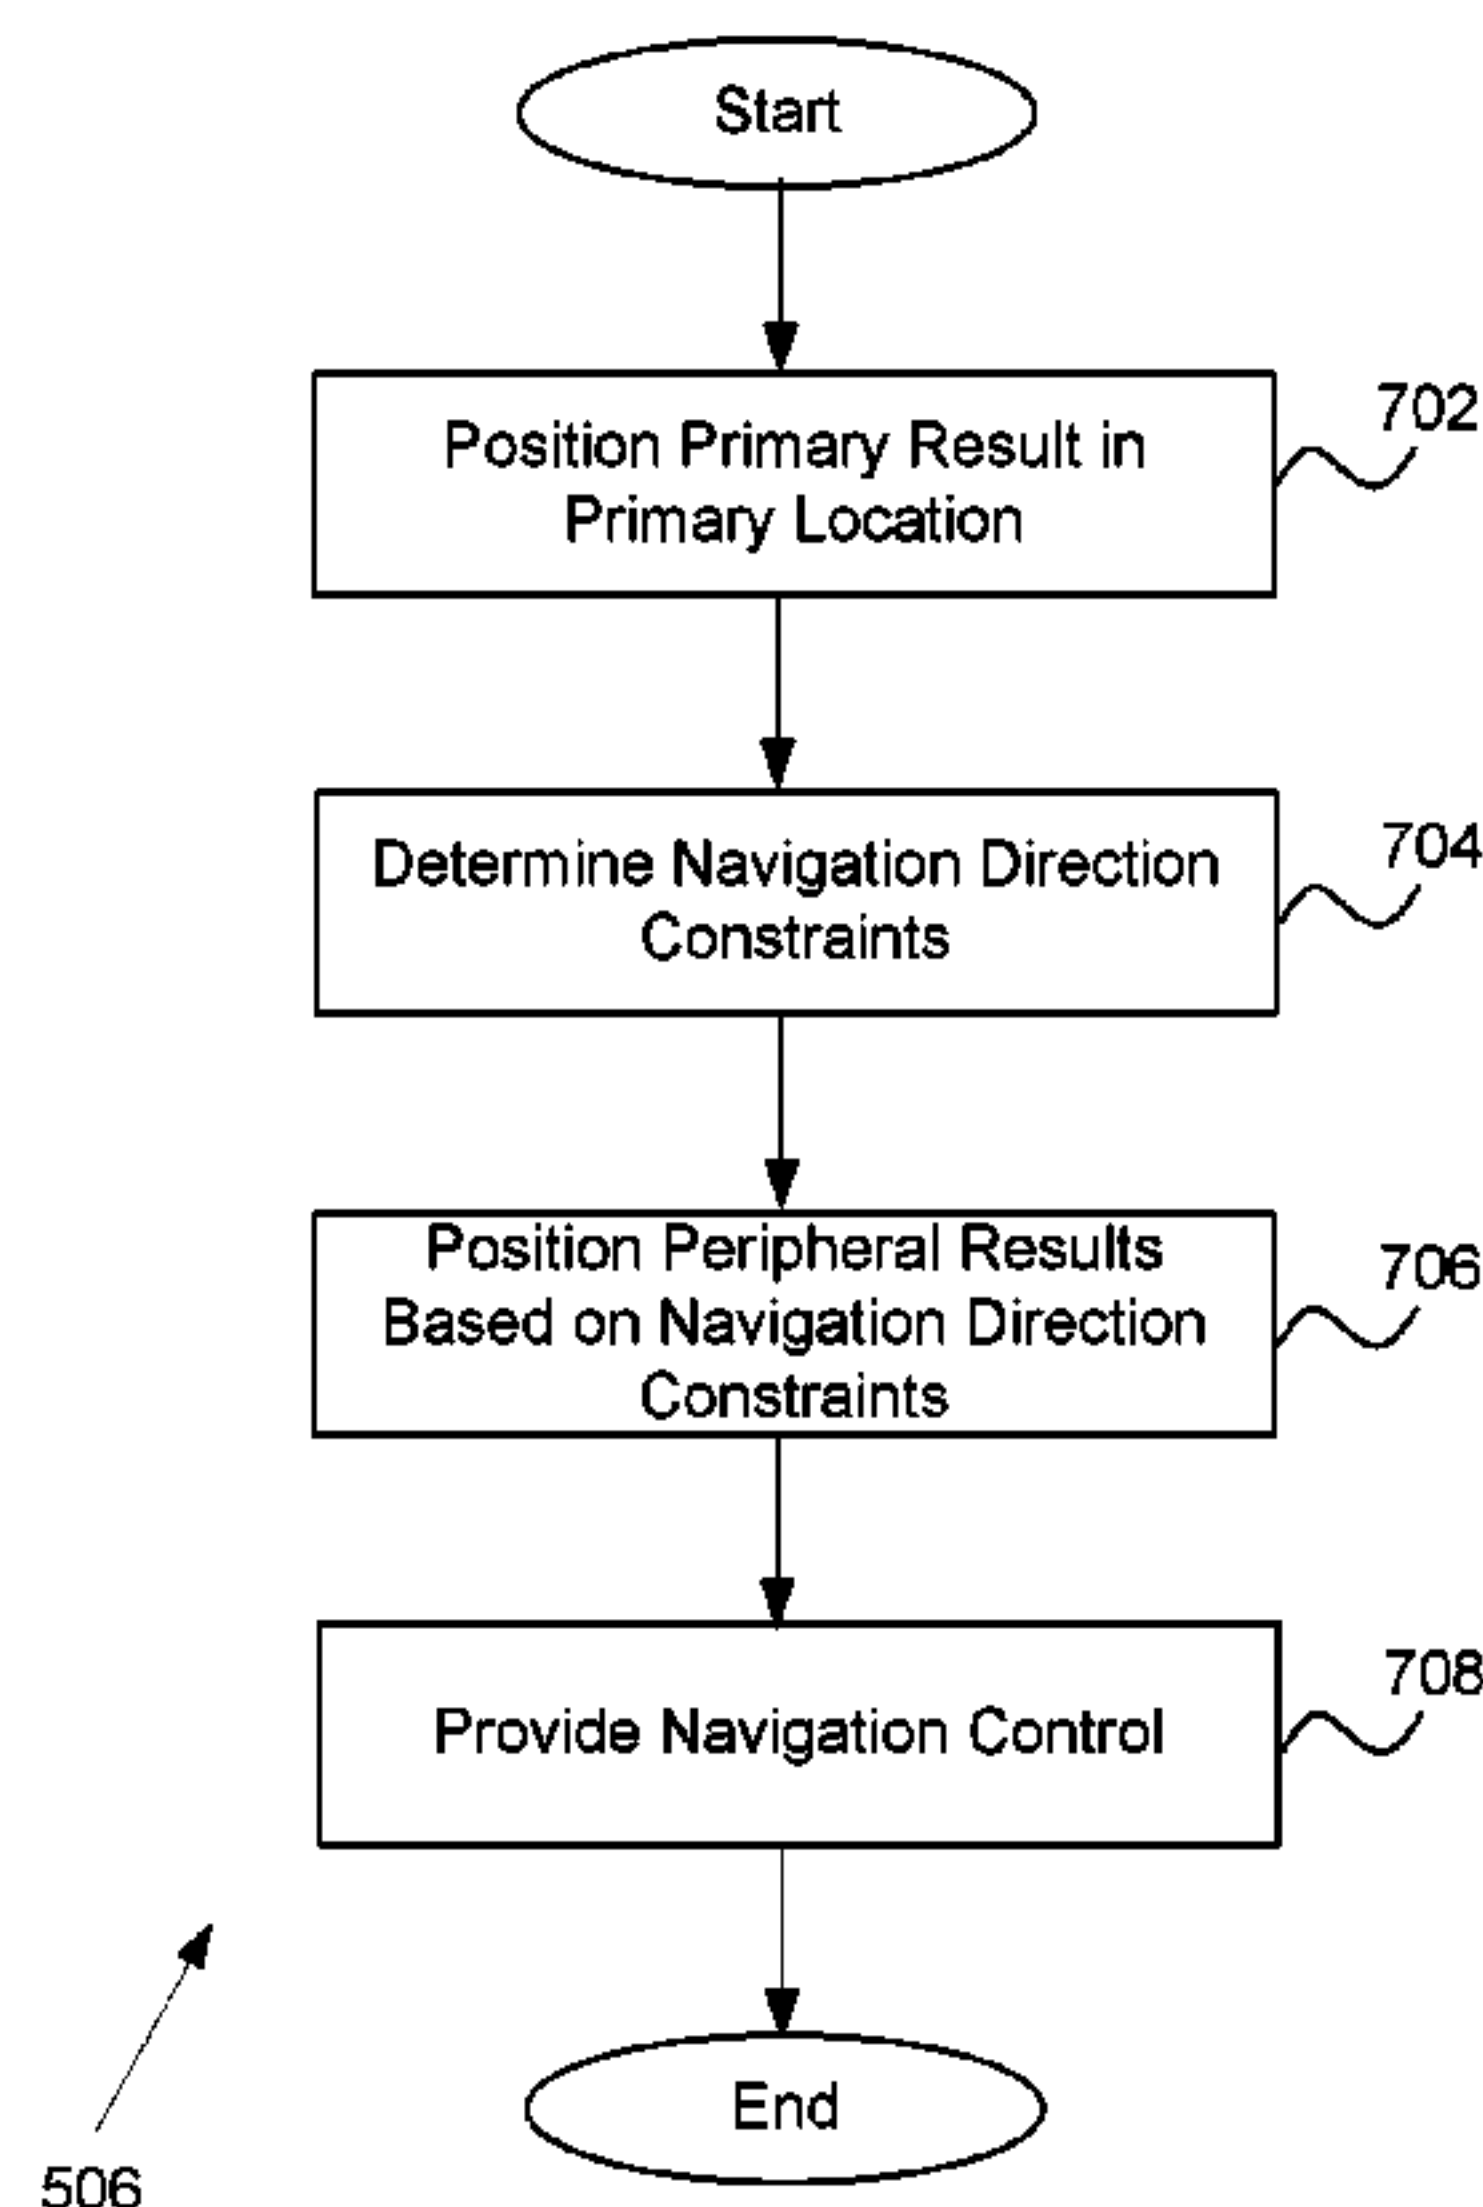 Start
Position Primary Result in
Primary Location
702
Determine Navigation Direction
Constraints
704
Position Peripheral Results
Based on Navigation Direction
Constraints
706
Provide Navigation Control
708
End
506